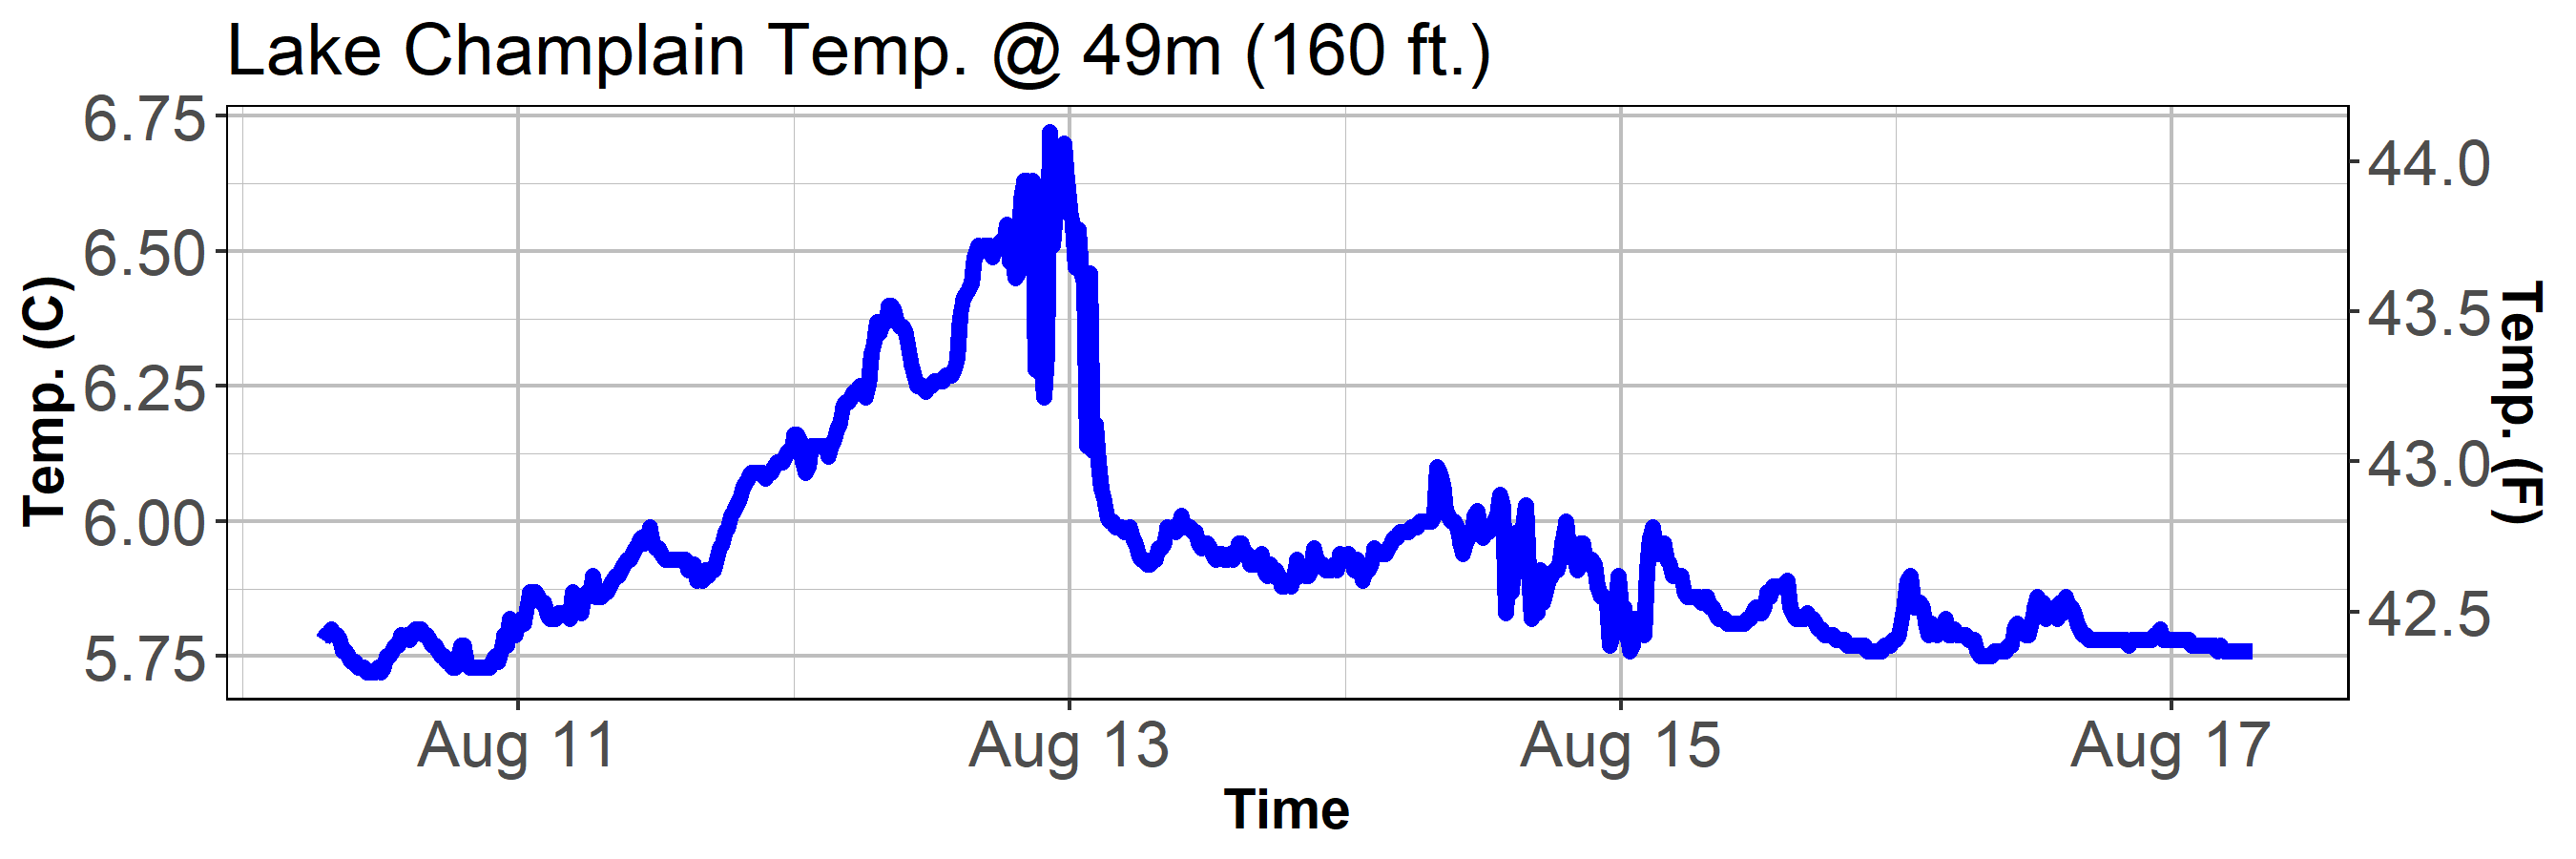 Lake Champlain Temp. @ 49m (160 ft.)
6.75
6.50
6.25
6.00
5.75
Temp. (C)
44.0
43.5
43.0
42.5
Temp. (F)
Aug 11 Aug 13 Aug 15 Aug 17
Time